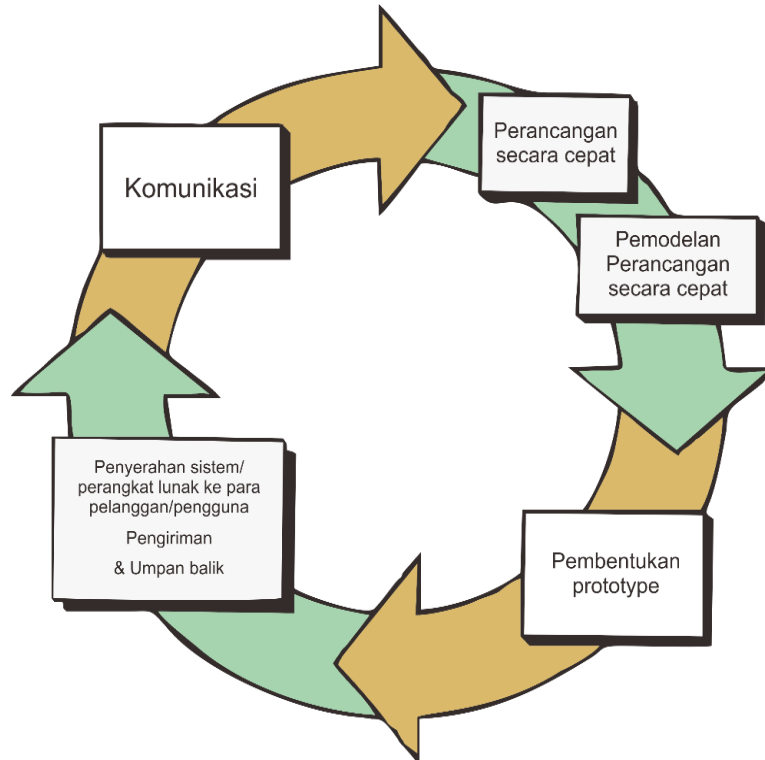 Komunikasi
Perancangan
secara cepat
Pemodelan
Perancangan
secara cepat
Pembentukan
prototype
Penyerahan sistem/
perangkat lunak ke para
pelanggan/pengguna
Pengiriman
& Umpan balik